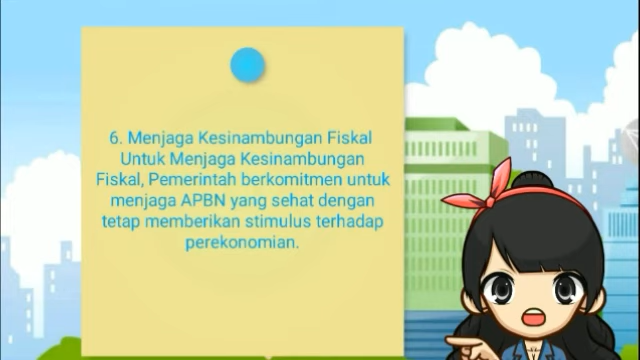 6. Menjaga Kesinambungan Fiskal
Untuk Menjaga Kesinambungan
Fiskal, Pemerintah berkomitmen untuk
menjaga APBN yang sehat dengan
tetap memberikan stimulus terhadap
perekonomian.